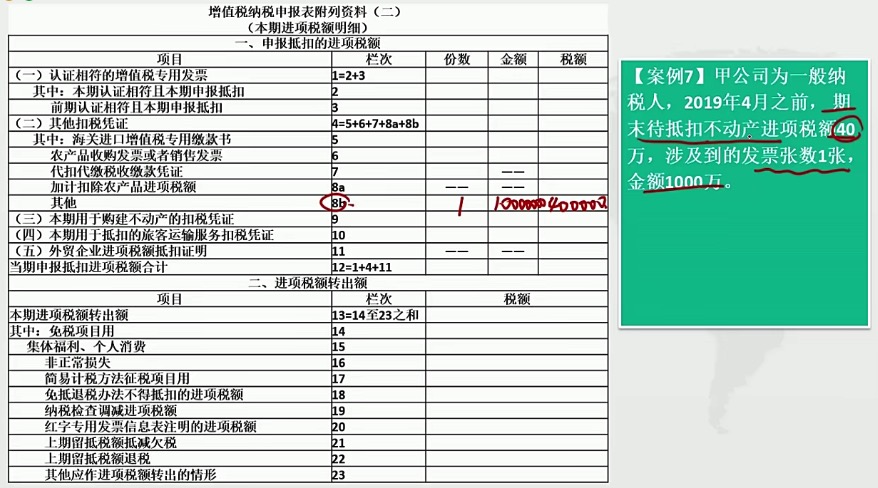 增值税纳税申报表附列资料（二）
（本期进项税额明细）
一、申报抵扣的进项税额
项目 栏次 份数 金额 税额
（一）认证相符的增值税专用发票 1=2+3
其中：本期认证相符且本期申报抵扣 2
前期认证相符且本期申报抵扣 3
（二）其他扣税凭证 4=5+6+7+8a+8b
其中：海关进口增值税专用缴款书 5
农产品收购发票或者销售发票 6
代扣代缴税收缴款凭证 7 ——
加计扣除农产品进项税额 8a —— ——
其他 8b 1 400000
（三）本期用于购建不动产的扣税凭证 9
（四）本期用于抵扣的旅客运输服务扣税凭证 10
（五）外贸企业进项税额抵扣证明 11 —— ——
当期申报抵扣进项税额合计 12=1+4+11
二、进项税额转出额
项目 栏次 税额
本期进项税额转出额 13=14至23之和
其中：免税项目用 14
集体福利、个人消费 15
非正常损失 16
简易计税方法征税项目用 17
免抵退税办法不得抵扣的进项税额 18
纳税检查调减进项税额 19
红字专用发票信息表注明的进项税额 20
上期留抵税额抵减欠税 21
上期留抵税额退税 22
其他应作进项税额转出的情形 23
【案例7】甲公司为一般纳
税人，2019年4月之前，期
末待抵扣不动产进项税额40
万，涉及到的发票张数1张，
金额1000万。